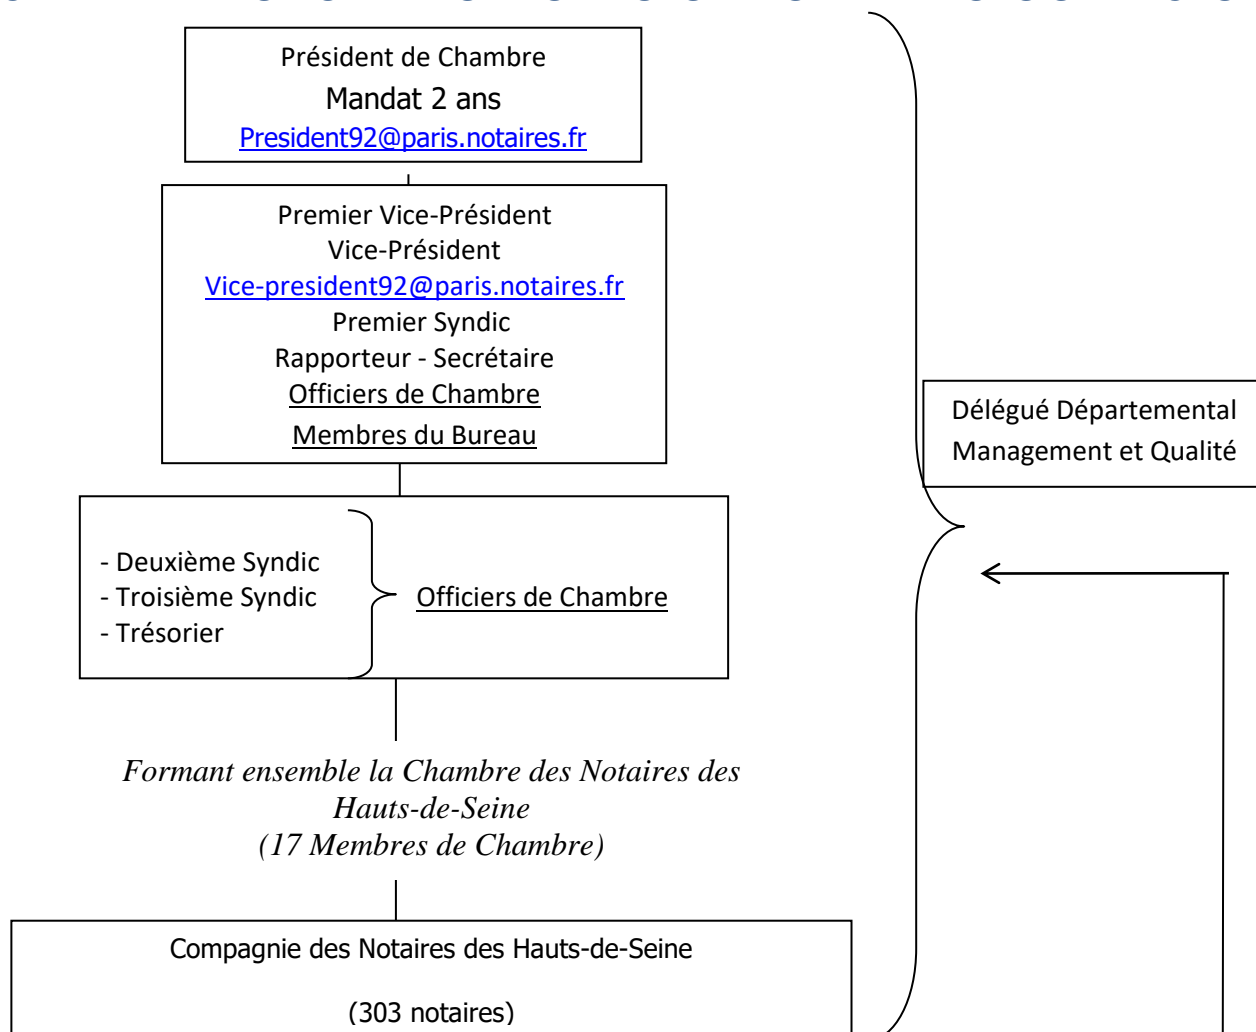 Président de Chambre
Mandat 2 ans
President92@paris.notaires.fr
Premier Vice-Président
Vice-Président
Vice-president92@paris.notaires.fr
Premier Syndic
Rapporteur - Secrétaire
Officiers de Chambre
Membres du Bureau
Délégué Départemental
Management et Qualité
- Deuxième Syndic
- Troisième Syndic
- Trésorier
Officiers de Chambre
Formant ensemble la Chambre des Notaires des
Hauts-de-Seine
(17 Membres de Chambre)
Compagnie des Notaires des Hauts-de-Seine
(303 notaires)